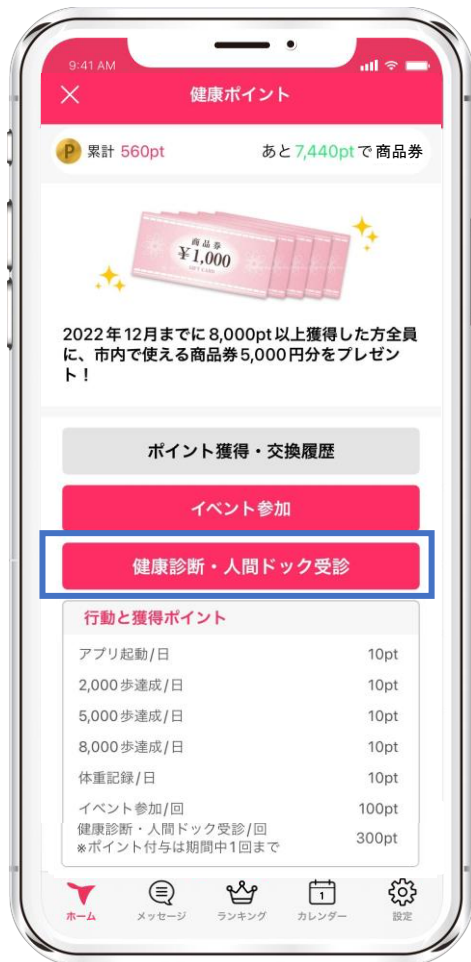 9:41 AM
健康ポイント
P 累計 560pt あと7,440ptで商品券
商品券
¥1,000
GIFT CARD
2022年12月までに8,000pt以上獲得した方全員
に、市内で使える商品券5,000円分をプレゼン
ト！
ポイント獲得・交換履歴
イベント参加
健康診断・人間ドック受診
行動と獲得ポイント
アプリ起動/日 10pt
2,000歩達成/日 10pt
5,000歩達成/日 10pt
8,000歩達成/日 10pt
体重記録/日 10pt
イベント参加/回 100pt
健康診断・人間ドック受診/回 300pt
※ポイント付与は期間中1回まで
1
ホーム メッセージ ランキング カレンダー 設定